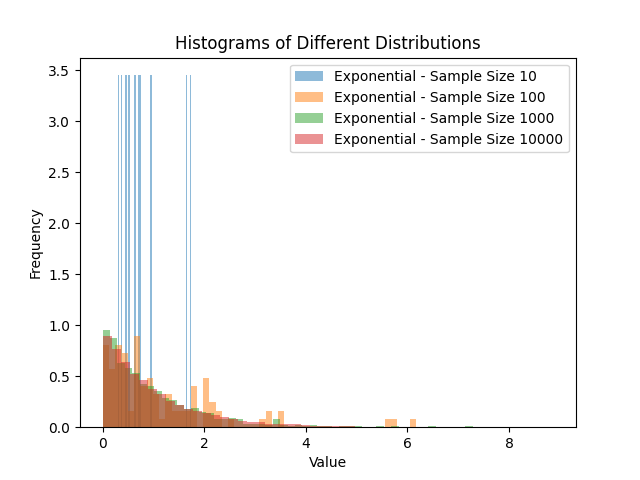 Histograms of Different Distributions
Exponential - Sample Size 10
Exponential - Sample Size 100
Exponential - Sample Size 1000
Exponential - Sample Size 10000
Frequency
3.5
3.0
2.5
2.0
1.5
1.0
0.5
0.0
0
2
4
6
8
Value